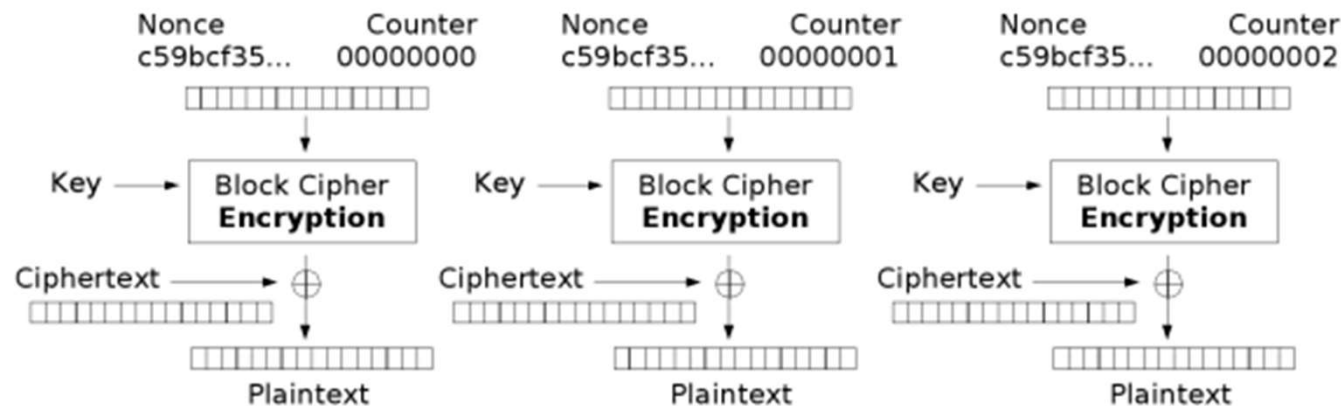 Nonce Counter
c59bcf35... 00000000
Key
Block Cipher
Encryption
Ciphertext
Plaintext
Nonce Counter
c59bcf35... 00000001
Key
Block Cipher
Encryption
Ciphertext
Plaintext
Nonce Counter
c59bcf35... 00000002
Key
Block Cipher
Encryption
Ciphertext
Plaintext